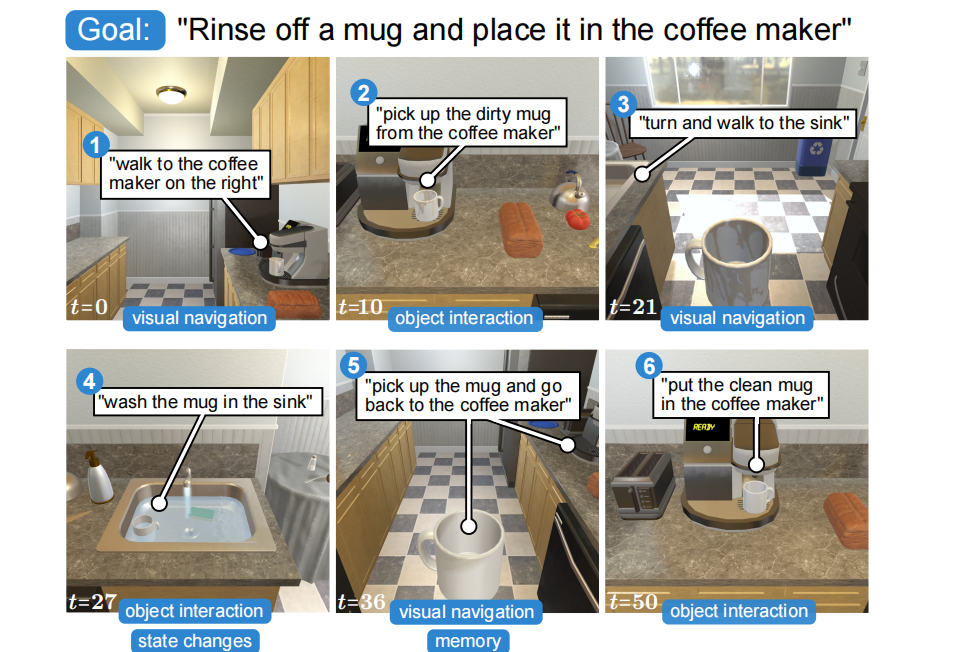 Goal: "Rinse off a mug and place it in the coffee maker"
1
"walk to the coffee
maker on the right"
t=0
visual navigation
2
"pick up the dirty mug
from the coffee maker"
t=10
object interaction
3
"turn and walk to the sink"
t=21
visual navigation
4
"wash the mug in the sink"
t=27
object interaction
state changes
5
"pick up the mug and go
back to the coffee maker"
t=36
visual navigation
memory
6
"put the clean mug
in the coffee maker"
READY
t=50
object interaction